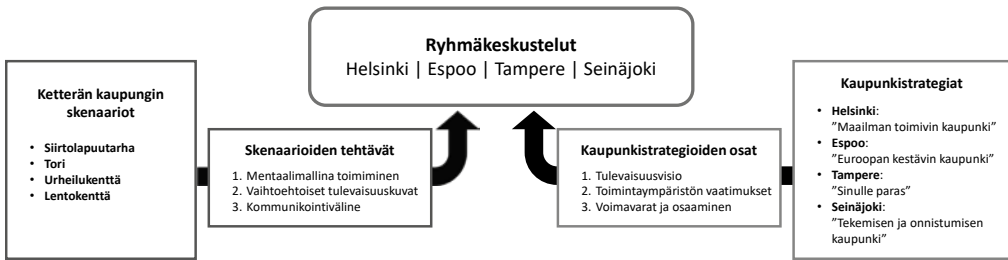 Ryhmäkeskustelut
Helsinki | Espoo | Tampere | Seinäjoki
Ketterän kaupungin
skenaariot
• Siirtolapuutarha
• Tori
• Urheilukenttä
• Lentokenttä
Skenaarioiden tehtävät
1. Mentaalimallina toimiminen
2. Vaihtoehtoiset tulevaisuuskuvat
3. Kommunikointiväline
Kaupunkistrategioiden osat
1. Tulevaisuusvisio
2. Toimintaympäristön vaatimukset
3. Voimavarat ja osaaminen
Kaupunkistrategiat
• Helsinki:
”Maailman toimivin kaupunki”
• Espoo:
”Euroopan kestävin kaupunki”
• Tampere:
”Sinulle paras”
• Seinäjoki:
”Tekemisen ja onnistumisen
kaupunki”